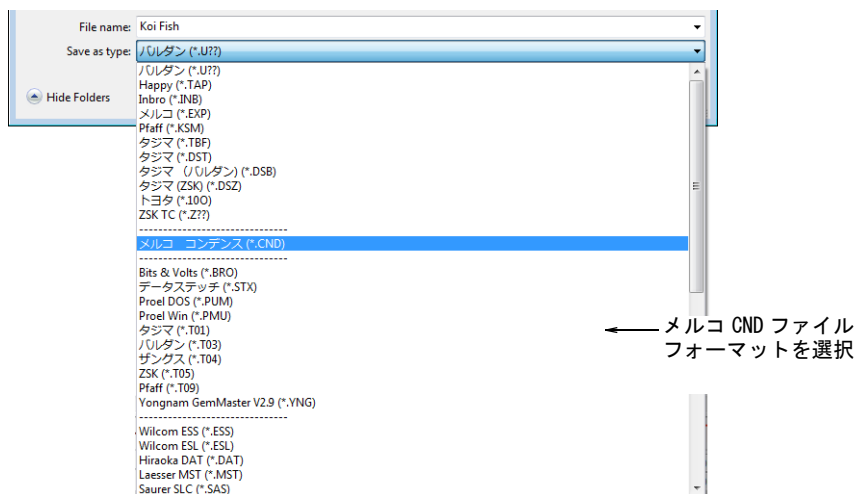 File name: Koi Fish
Save as type: バルダン (*.U??)
バルダン (*.U??)
Happy (*.TAP)
Hide Folders
Inbro (*.INB)
メルコ (*.EXP)
Pfaff (*.KSM)
タジマ (*.TBF)
タジマ (*.DST)
タジマ (バルダン) (*.DSB)
タジマ (ZSK) (*.DSZ)
トヨタ (*.10O)
ZSK TC (*.Z??)
------------------------------
メルコ　コンデンス (*.CND)
------------------------------
Bits & Volts (*.BRO)
データステッチ (*.STX)
Proel DOS (*.PUM)
Proel Win (*.PMU)
タジマ (*.T01)
バルダン (*.T03)
ザングス (*.T04)
ZSK (*.T05)
Pfaff (*.T09)
Yongnam GemMaster V2.9 (*.YNG)
------------------------------
Wilcom ESS (*.ESS)
Wilcom ESL (*.ESL)
Hiraoka DAT (*.DAT)
Laesser MST (*.MST)
Saurer SLC (*.SAS)
メルコ CND ファイル
フォーマットを選択